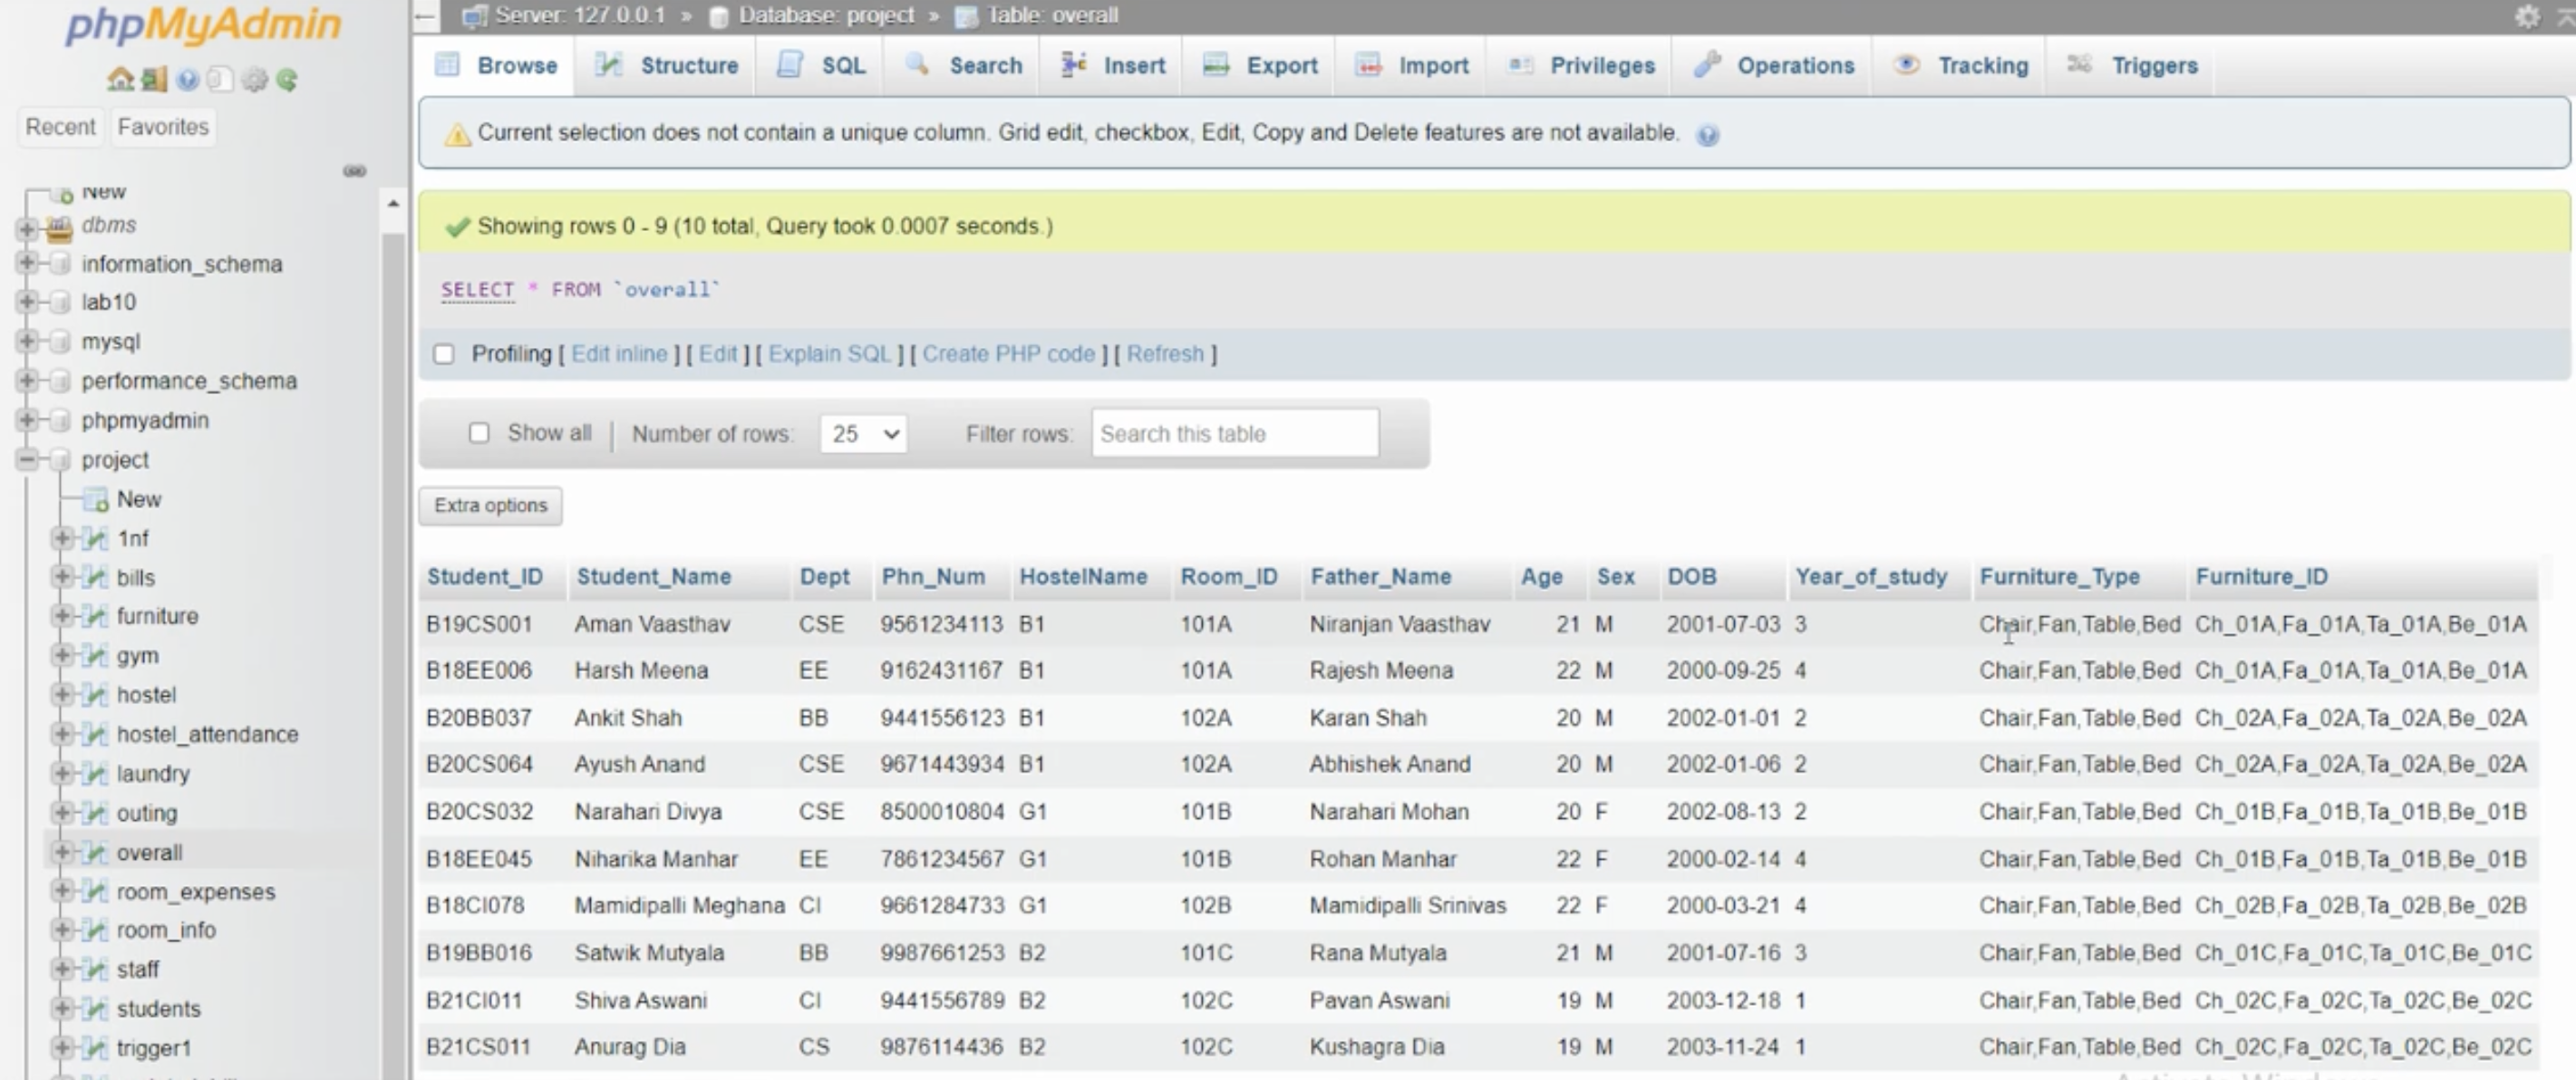 phpMyAdmin
Recent Favorites
New
dbms
information_schema
lab10
mysql
performance_schema
phpmyadmin
project
New
1nf
bills
furniture
gym
hostel
hostel_attendance
laundry
outing
overall
room_expenses
room_info
staff
students
trigger1
Server: 127.0.0.1 » Database: project » Table: overall
Browse Structure SQL Search Insert Export Import Privileges Operations Tracking Triggers
Current selection does not contain a unique column. Grid edit, checkbox, Edit, Copy and Delete features are not available.
Showing rows 0 - 9 (10 total, Query took 0.0007 seconds.)
SELECT * FROM `overall`
Profiling [ Edit inline ] [ Edit ] [ Explain SQL ] [ Create PHP code ] [ Refresh ]
Show all | Number of rows: 25 Filter rows: Search this table
Extra options
Student_ID Student_Name Dept Phn_Num HostelName Room_ID Father_Name Age Sex DOB Year_of_study Furniture_Type Furniture_ID
B19CS001 Aman Vaasthav CSE 9561234113 B1 101A Niranjan Vaasthav 21 M 2001-07-03 3 Chair,Fan,Table,Bed Ch_01A,Fa_01A,Ta_01A,Be_01A
B18EE006 Harsh Meena EE 9162431167 B1 101A Rajesh Meena 22 M 2000-09-25 4 Chair,Fan,Table,Bed Ch_01A,Fa_01A,Ta_01A,Be_01A
B20BB037 Ankit Shah BB 9441556123 B1 102A Karan Shah 20 M 2002-01-01 2 Chair,Fan,Table,Bed Ch_02A,Fa_02A,Ta_02A,Be_02A
B20CS064 Ayush Anand CSE 9671443934 B1 102A Abhishek Anand 20 M 2002-01-06 2 Chair,Fan,Table,Bed Ch_02A,Fa_02A,Ta_02A,Be_02A
B20CS032 Narahari Divya CSE 8500010804 G1 101B Narahari Mohan 20 F 2002-08-13 2 Chair,Fan,Table,Bed Ch_01B,Fa_01B,Ta_01B,Be_01B
B18EE045 Niharika Manhar EE 7861234567 G1 101B Rohan Manhar 22 F 2000-02-14 4 Chair,Fan,Table,Bed Ch_01B,Fa_01B,Ta_01B,Be_01B
B18CI078 Mamidipalli Meghana CI 9661284733 G1 102B Mamidipalli Srinivas 22 F 2000-03-21 4 Chair,Fan,Table,Bed Ch_02B,Fa_02B,Ta_02B,Be_02B
B19BB016 Satwik Mutyala BB 9987661253 B2 101C Rana Mutyala 21 M 2001-07-16 3 Chair,Fan,Table,Bed Ch_01C,Fa_01C,Ta_01C,Be_01C
B21CI011 Shiva Aswani CI 9441556789 B2 102C Pavan Aswani 19 M 2003-12-18 1 Chair,Fan,Table,Bed Ch_02C,Fa_02C,Ta_02C,Be_02C
B21CS011 Anurag Dia CS 9876114436 B2 102C Kushagra Dia 19 M 2003-11-24 1 Chair,Fan,Table,Bed Ch_02C,Fa_02C,Ta_02C,Be_02C